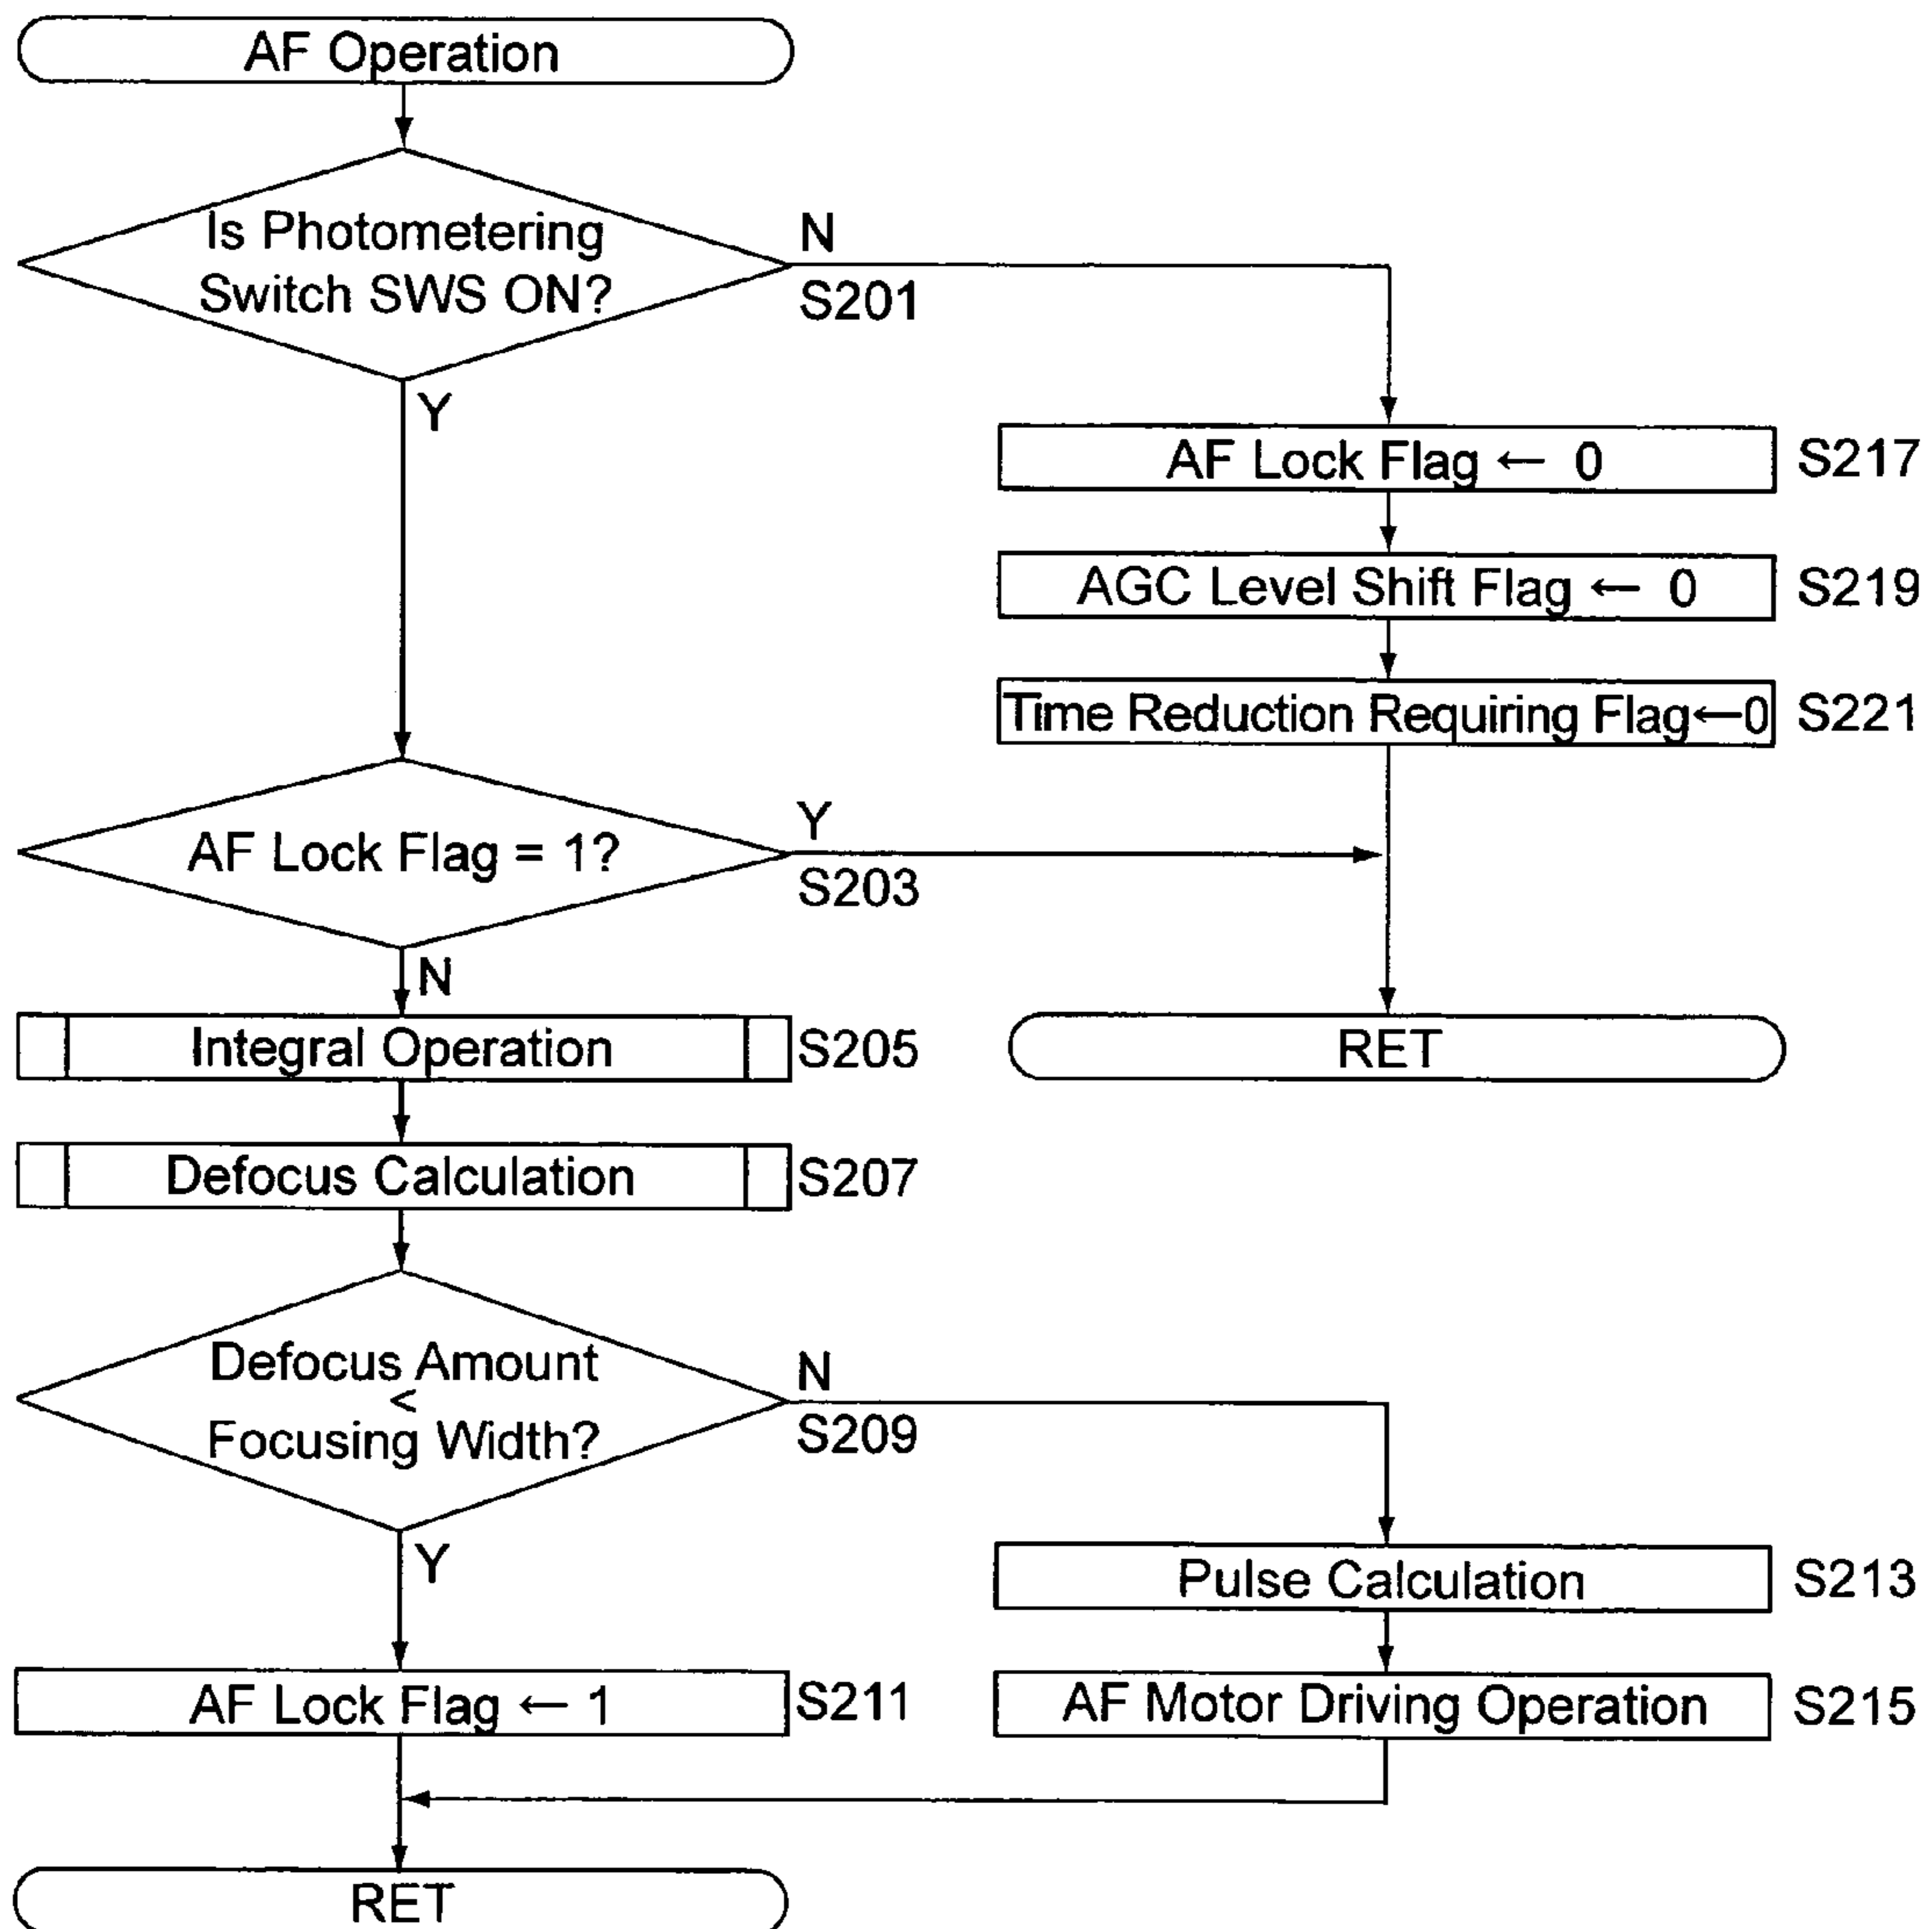 AF Operation
Is Photometering
Switch SWS ON?
N
S201
Y
AF Lock Flag ← 0
S217
AGC Level Shift Flag ← 0
S219
Time Reduction Requiring Flag←0
S221
AF Lock Flag = 1?
Y
S203
N
Integral Operation
S205
RET
Defocus Calculation
S207
Defocus Amount
<
Focusing Width?
N
S209
Y
Pulse Calculation
S213
AF Lock Flag ← 1
S211
AF Motor Driving Operation
S215
RET